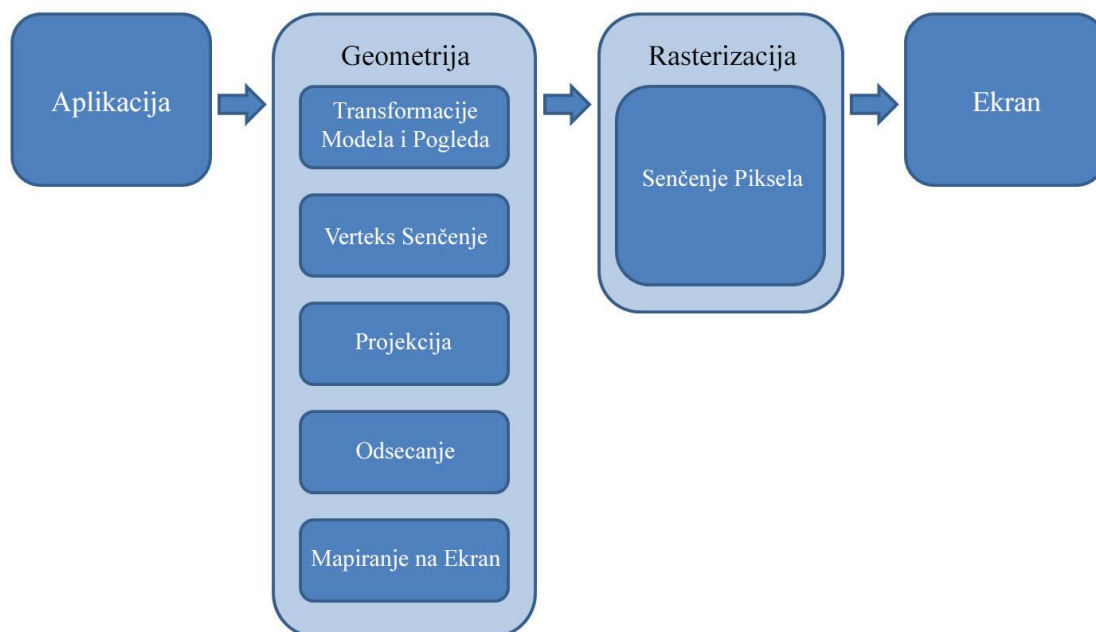 Aplikacija
Geometrija
Transformacije
Modela i Pogleda
Verteks Senčenje
Projekcija
Odsecanje
Mapiranje na Ekran
Rasterizacija
Senčenje Piksela
Ekran